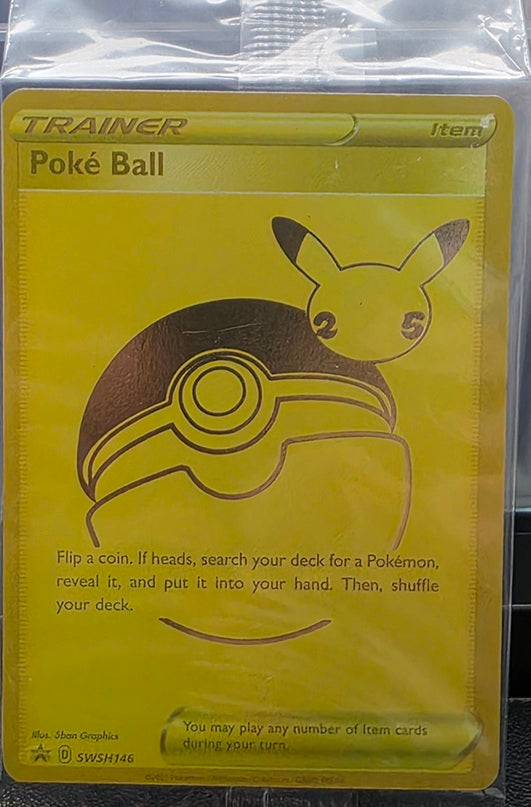 TRAINER
Item
Poké Ball
2 5
Flip a coin. If heads, search your deck for a Pokémon,
reveal it, and put it into your hand. Then, shuffle
your deck.
Illus. 5ban Graphics
You may play any number of Item cards
during your turn.
D SWSH146